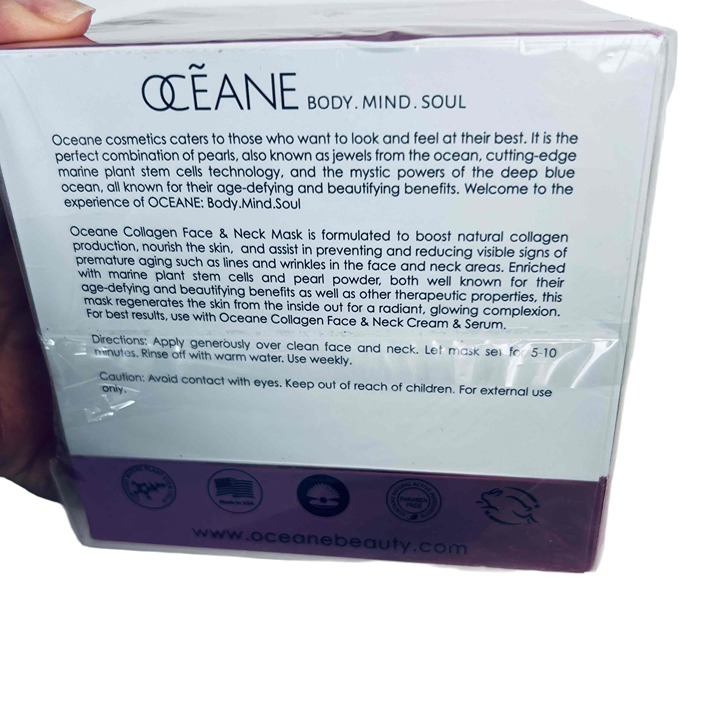 OCẼANE BODY.MIND.SOUL
Oceane cosmetics caters to those who want to look and feel at their best. It is the
perfect combination of pearls, also known as jewels from the ocean, cutting-edge
marine plant stem cells technology, and the mystic powers of the deep blue
ocean, all known for their age-defying and beautifying benefits. Welcome to the
experience of OCEANE: Body.Mind.Soul
Oceane Collagen Face & Neck Mask is formulated to boost natural collagen
production, nourish the skin, and assist in preventing and reducing visible signs of
premature aging such as lines and wrinkles in the face and neck areas. Enriched
with marine plant stem cells and pearl powder, both well known for their
age-defying and beautifying benefits as well as other therapeutic properties, this
mask regenerates the skin from the inside out for a radiant, glowing complexion.
For best results, use with Oceane Collagen Face & Neck Cream & Serum.
Directions: Apply generously over clean face and neck. Let mask set for 5-10
minutes. Rinse off with warm water. Use weekly.
Caution: Avoid contact with eyes. Keep out of reach of children. For external use
only.
Made in USA
PARABEN
FREE
www.oceanebeauty.com